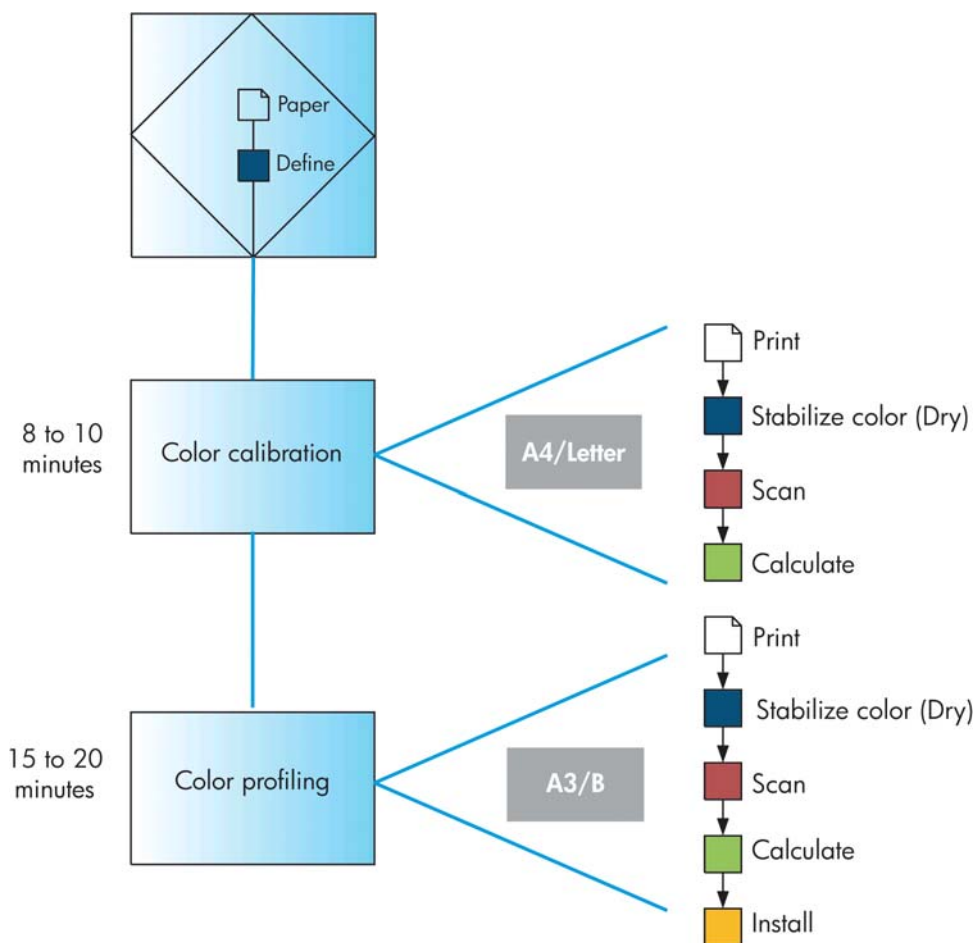 Paper
Define
8 to 10
minutes
Color calibration
A4/Letter
Print
Stabilize color (Dry)
Scan
Calculate
15 to 20
minutes
Color profiling
A3/B
Print
Stabilize color (Dry)
Scan
Calculate
Install